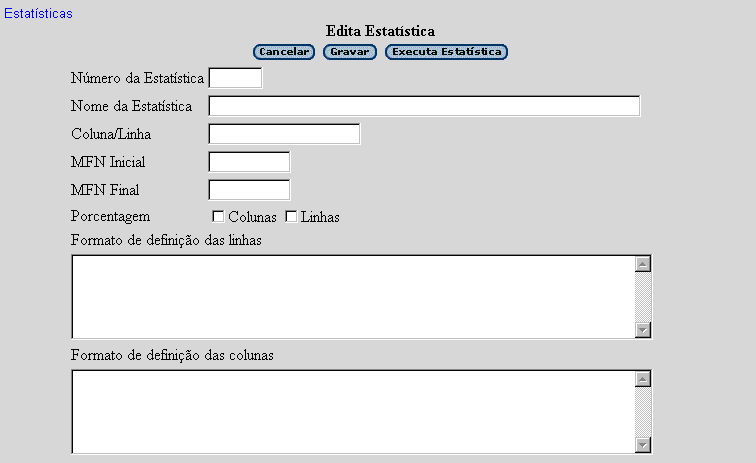 Estatísticas
Edita Estatística
Cancelar Gravar Executa Estatística
Número da Estatística
Nome da Estatística
Coluna/Linha
MFN Inicial
MFN Final
Porcentagem Colunas Linhas
Formato de definição das linhas
Formato de definição das colunas